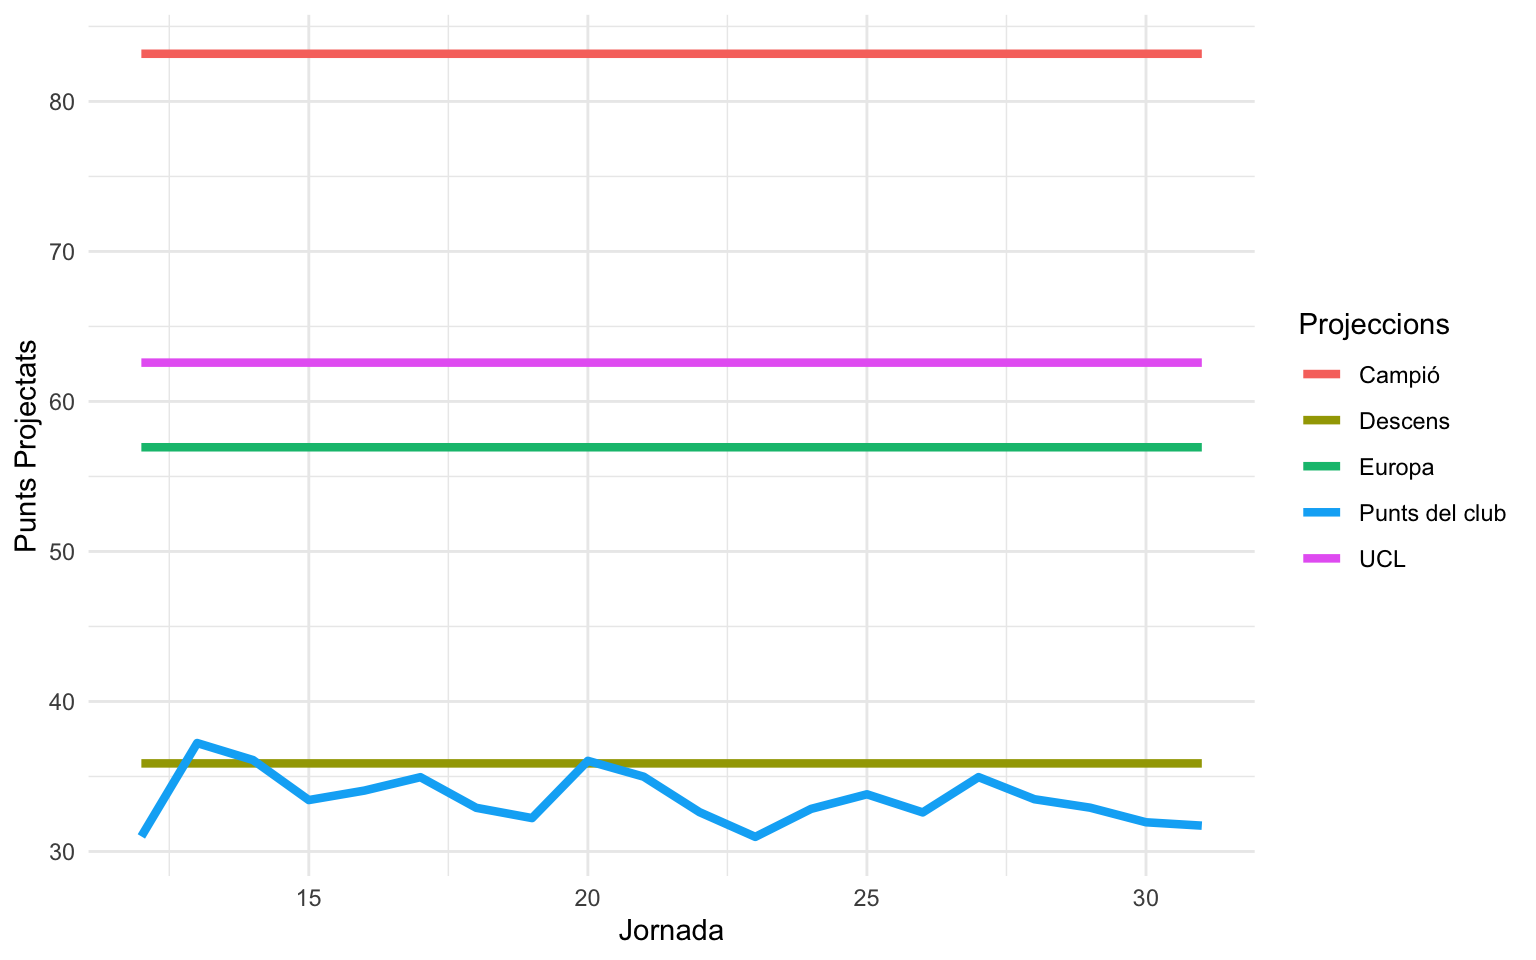 80
70
60
50
40
30
Punts Projectats
15
20
25
30
Jornada
Projeccions
Campió
Descens
Europa
Punts del club
UCL